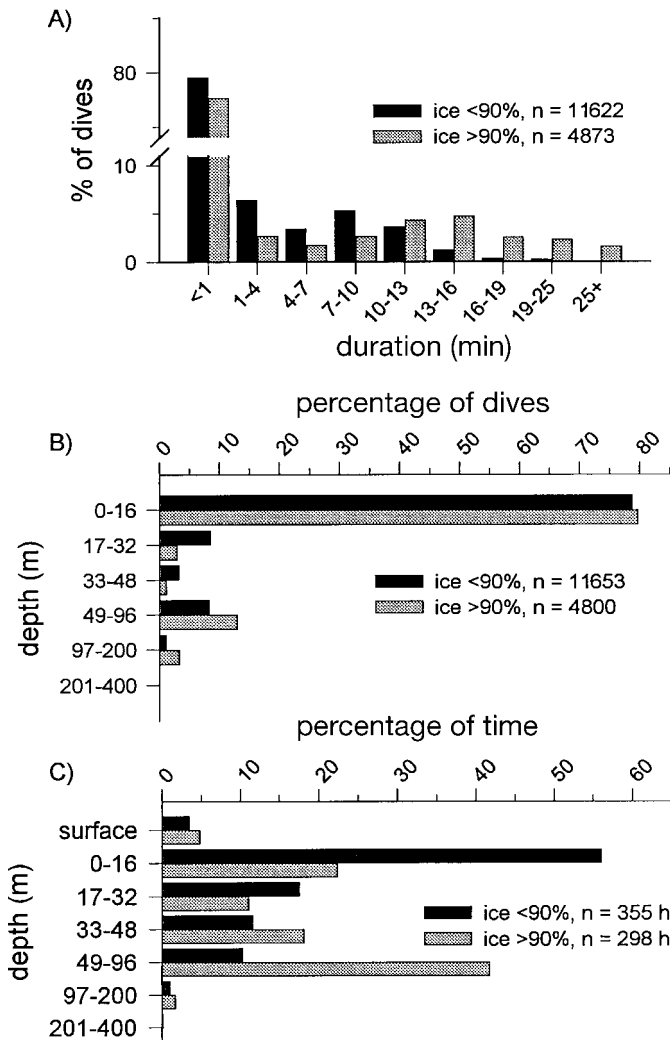 A)
% of dives
80
10
0
ice <90%, n = 11622
ice >90%, n = 4873
<1 1-4 4-7 7-10 10-13 13-16 16-19 19-25 25+
duration (min)
percentage of dives
B)
0 10 20 30 40 50 60 70 80
depth (m)
0-16
17-32
33-48
49-96
97-200
201-400
ice <90%, n = 11653
ice >90%, n = 4800
percentage of time
C)
0 10 20 30 40 50 60
depth (m)
surface
0-16
17-32
33-48
49-96
97-200
201-400
ice <90%, n = 355 h
ice >90%, n = 298 h